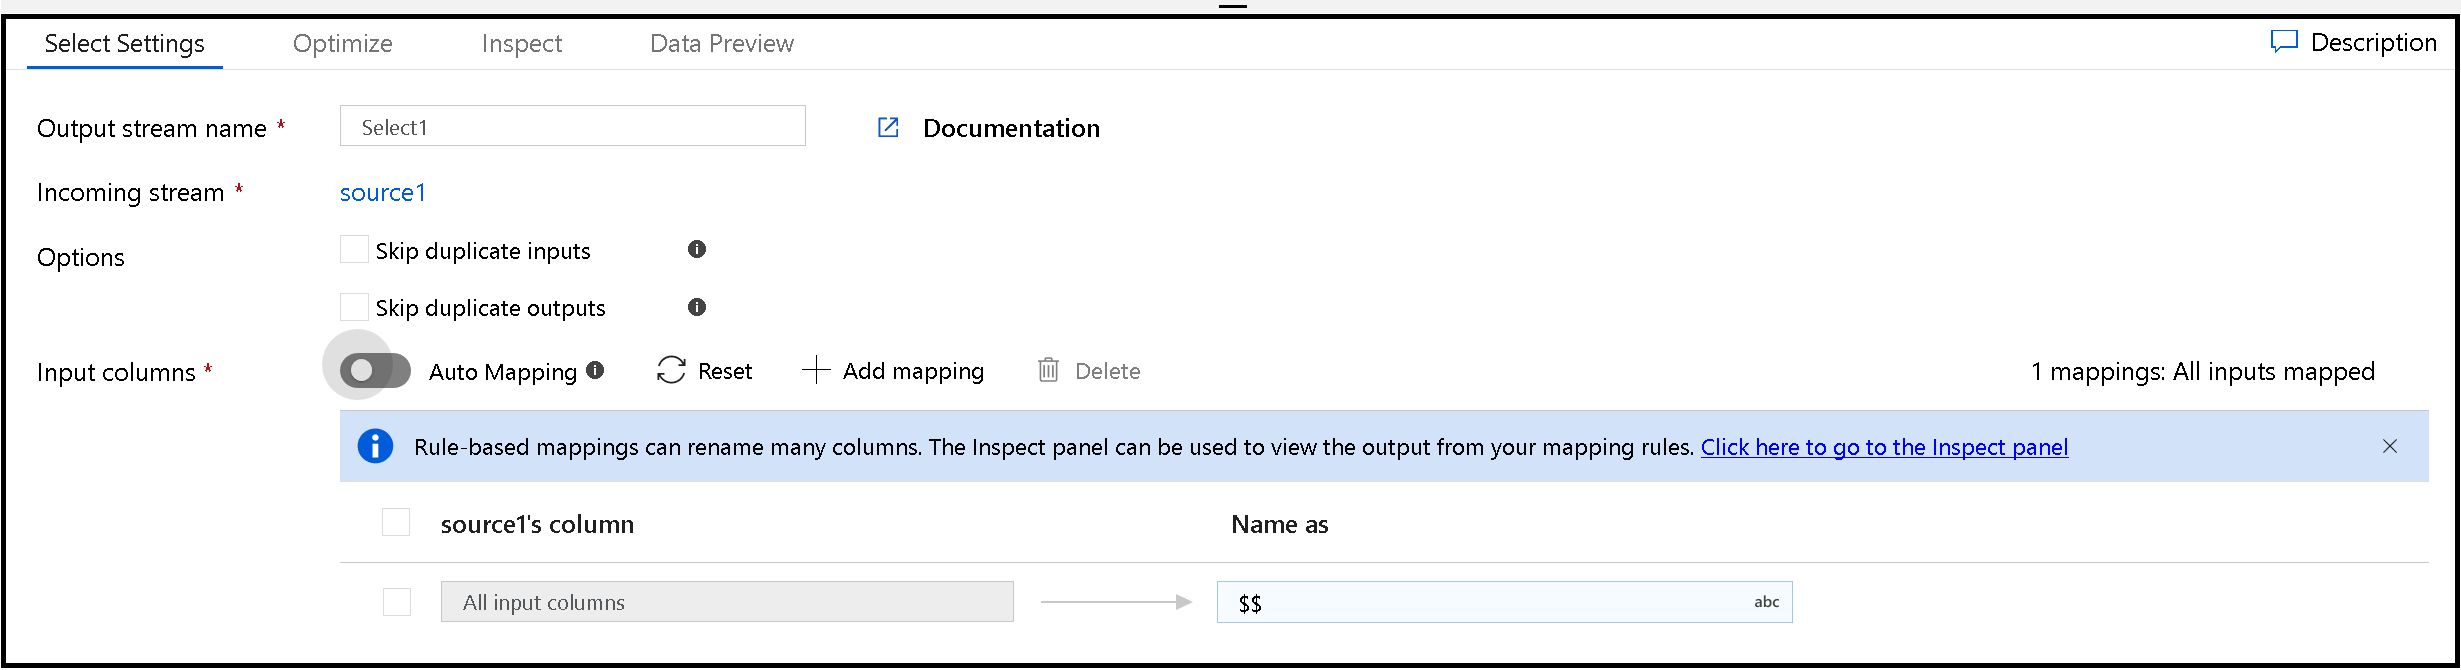 Select Settings Optimize Inspect Data Preview Description
Output stream name * Select1 Documentation
Incoming stream * source1
Options Skip duplicate inputs
Skip duplicate outputs
Input columns * Auto Mapping Reset Add mapping Delete 1 mappings: All inputs mapped
Rule-based mappings can rename many columns. The Inspect panel can be used to view the output from your mapping rules. Click here to go to the Inspect panel
source1's column Name as
All input columns $$ abc